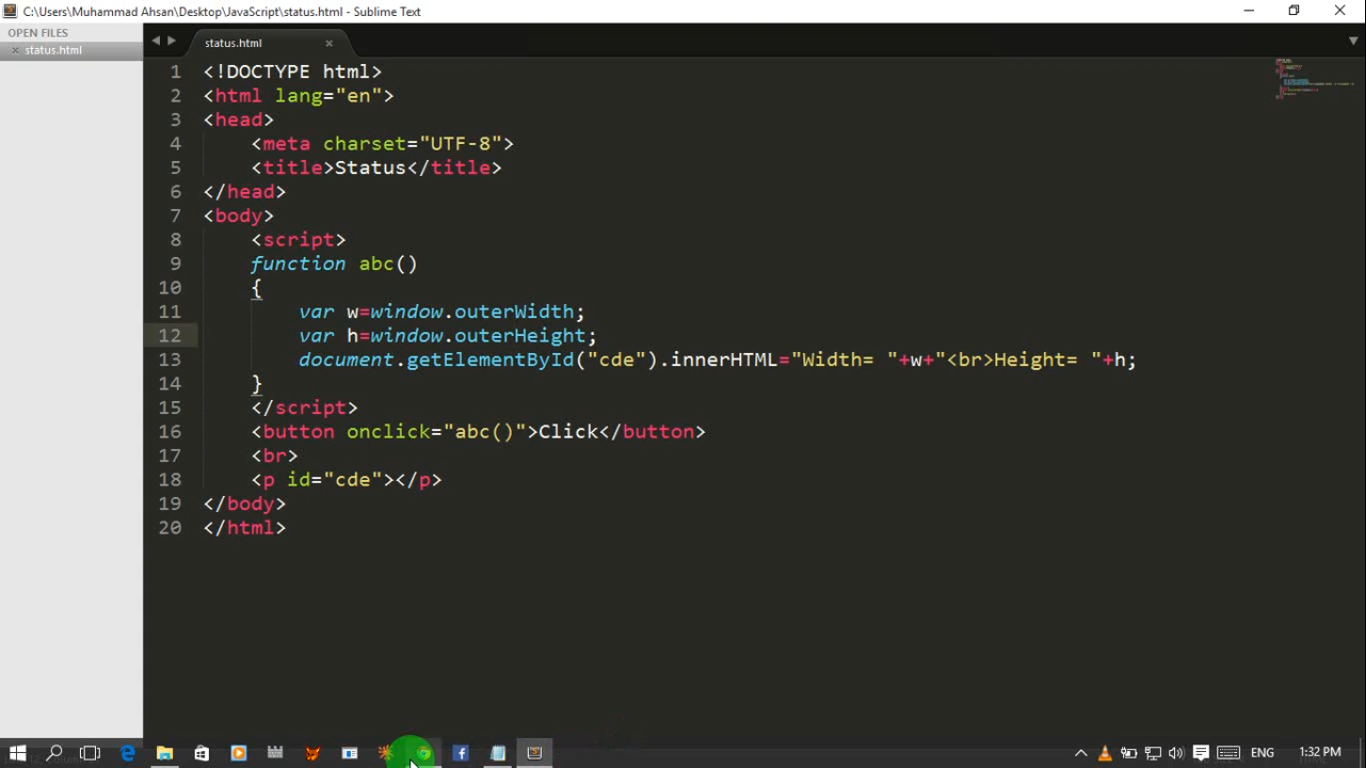 C:\Users\Muhammad Ahsan\Desktop\JavaScript\status.html - Sublime Text
OPEN FILES
status.html
status.html
1 <!DOCTYPE html>
2 <html lang="en">
3 <head>
4     <meta charset="UTF-8">
5     <title>Status</title>
6 </head>
7 <body>
8     <script>
9     function abc()
10     {
11         var w=window.outerWidth;
12         var h=window.outerHeight;
13         document.getElementById("cde").innerHTML="Width= "+w+"<br>Height= "+h;
14     }
15     </script>
16     <button onclick="abc()">Click</button>
17     <br>
18     <p id="cde"></p>
19 </body>
20 </html>
ENG
1:32 PM